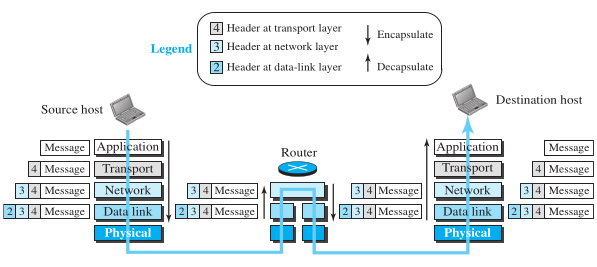 4 Header at transport layer
3 Header at network layer
2 Header at data-link layer
Encapsulate
Decapsulate
Legend
Source host
Destination host
Router
Message Application
4 Message Transport
3 4 Message Network
2 3 4 Message Data link
Physical
3 4 Message
2 3 4 Message
3 4 Message
2 3 4 Message
Application Message
Transport 4 Message
Network 3 4 Message
Data link 2 3 4 Message
Physical